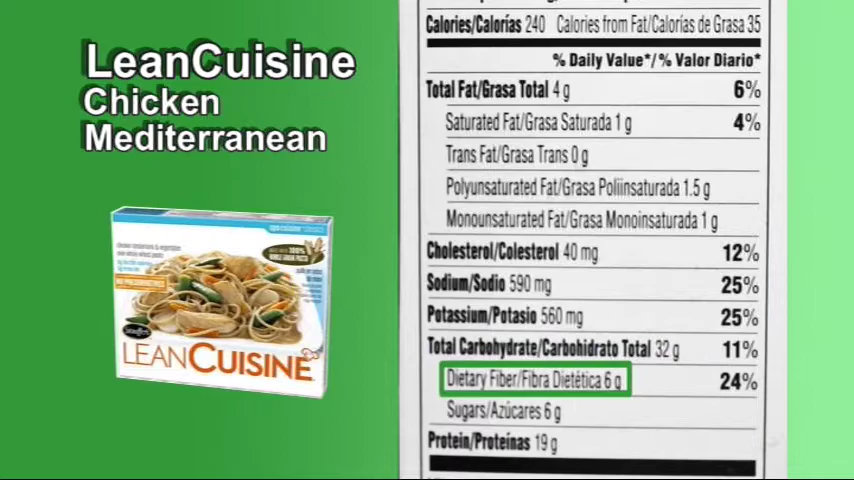 LeanCuisine
Chicken
Mediterranean
Stouffer's
LEAN CUISINE
Calories/Calorías 240 Calories from Fat/Calorías de Grasa 35
% Daily Value*/% Valor Diario*
Total Fat/Grasa Total 4 g 6%
Saturated Fat/Grasa Saturada 1 g 4%
Trans Fat/Grasa Trans 0 g
Polyunsaturated Fat/Grasa Poliinsaturada 1.5 g
Monounsaturated Fat/Grasa Monoinsaturada 1 g
Cholesterol/Colesterol 40 mg 12%
Sodium/Sodio 590 mg 25%
Potassium/Potasio 560 mg 25%
Total Carbohydrate/Carbohidrato Total 32 g 11%
Dietary Fiber/Fibra Dietética 6 g 24%
Sugars/Azúcares 6 g
Protein/Proteínas 19 g